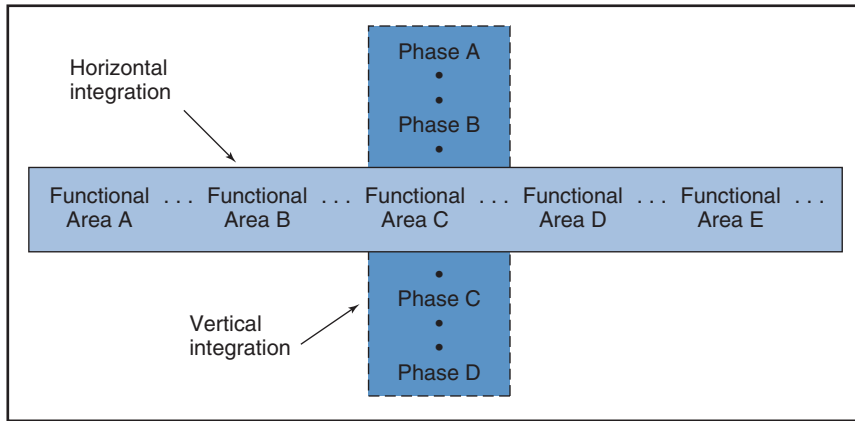 Phase A
Horizontal
integration
Phase B
Functional ... Functional ... Functional ... Functional ... Functional ...
Area A Area B Area C Area D Area E
Phase C
Vertical
integration
Phase D